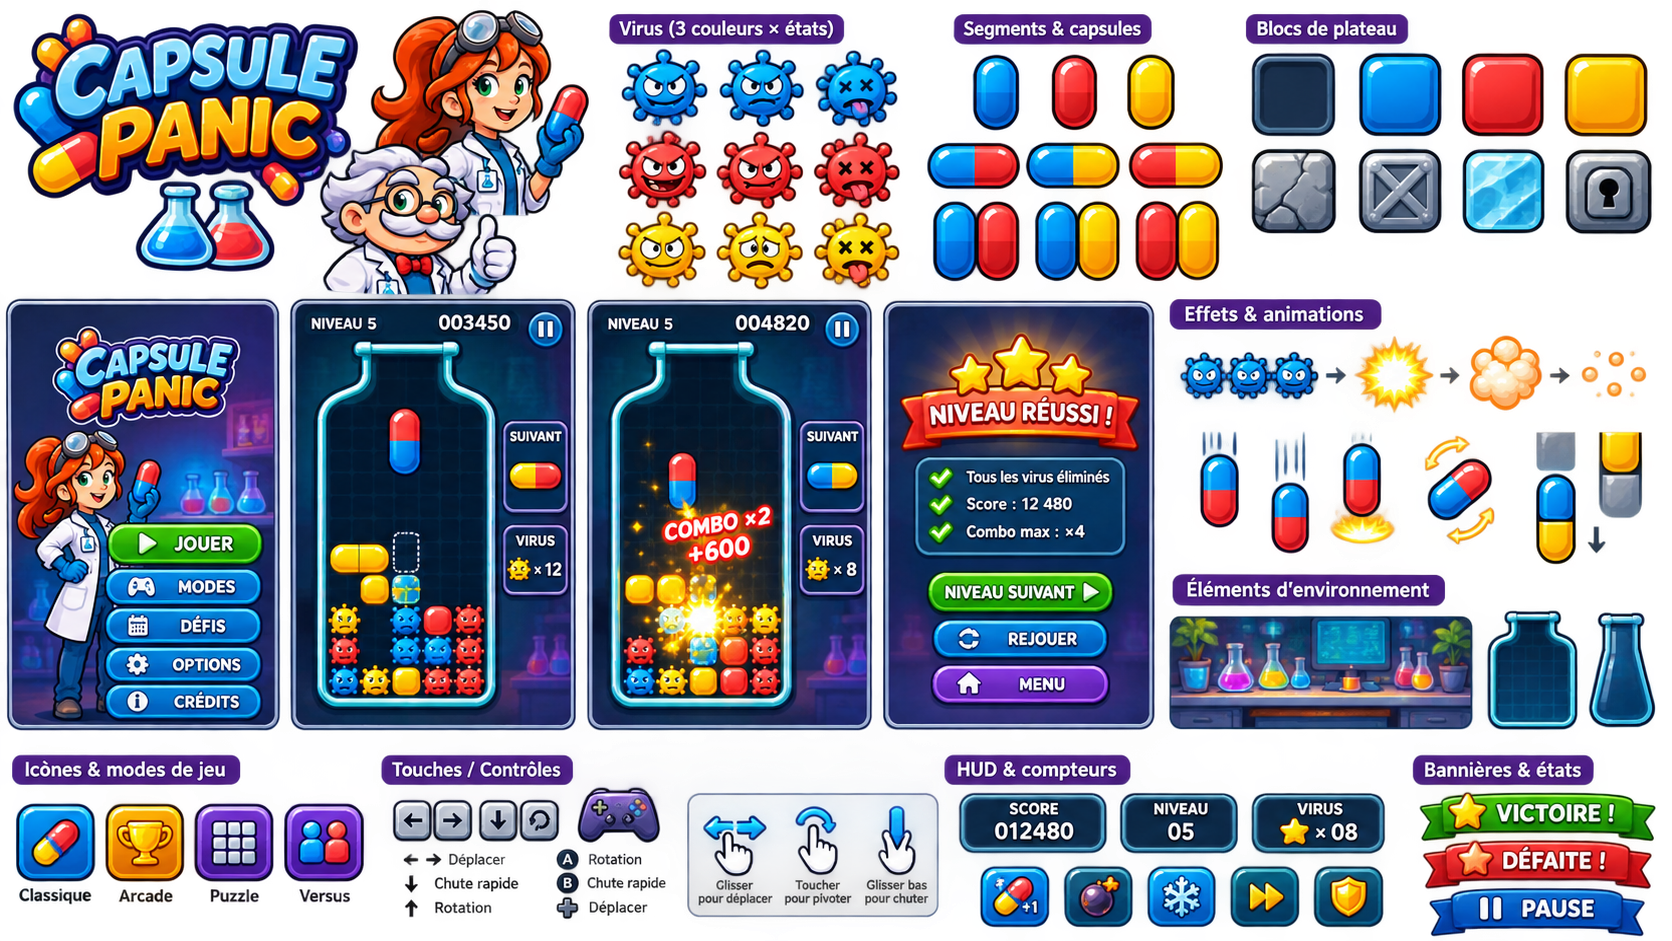 CAPSULE
PANIC
Virus (3 couleurs × états)
Segments & capsules
Blocs de plateau
CAPSULE
PANIC
JOUER
MODES
DÉFIS
OPTIONS
CRÉDITS
NIVEAU 5
003450
SUIVANT
VIRUS
× 12
NIVEAU 5
004820
COMBO ×2
+600
SUIVANT
VIRUS
× 8
NIVEAU RÉUSSI !
Tous les virus éliminés
Score : 12 480
Combo max : ×4
NIVEAU SUIVANT
REJOUER
MENU
Effets & animations
Éléments d'environnement
Icônes & modes de jeu
Classique
Arcade
Puzzle
Versus
Touches / Contrôles
← → Déplacer
↓ Chute rapide
↑ Rotation
A Rotation
B Chute rapide
Déplacer
Glisser
pour déplacer
Toucher
pour pivoter
Glisser bas
pour chuter
HUD & compteurs
SCORE
012480
NIVEAU
05
VIRUS
× 08
+1
Bannières & états
VICTOIRE !
DÉFAITE !
PAUSE